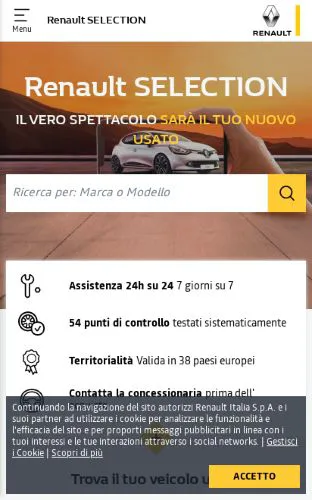 Menu
Renault SELECTION
RENAULT
Renault SELECTION
IL VERO SPETTACOLO SARÀ IL TUO NUOVO
USATO
Ricerca per: Marca o Modello
Assistenza 24h su 24 7 giorni su 7
54 punti di controllo testati sistematicamente
Territorialità Valida in 38 paesi europei
Contatta la concessionaria prima dell'
Continuando la navigazione del sito autorizzi Renault Italia S.p.A. e i
suoi partner ad utilizzare i cookie per analizzare le funzionalità e
l'efficacia del sito e per proporti messaggi pubblicitari in linea con i
tuoi interessi e le tue interazioni attraverso i social networks. | Gestisci
i Cookie | Scopri di più
Trova il tuo veicolo u
ACCETTO